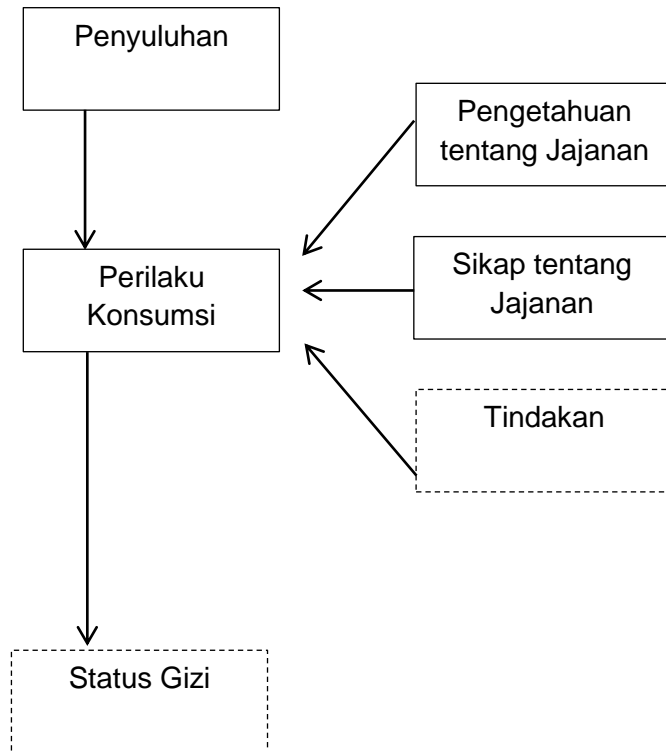 Penyuluhan
Pengetahuan
tentang Jajanan
Perilaku
Konsumsi
Sikap tentang
Jajanan
Tindakan
Status Gizi